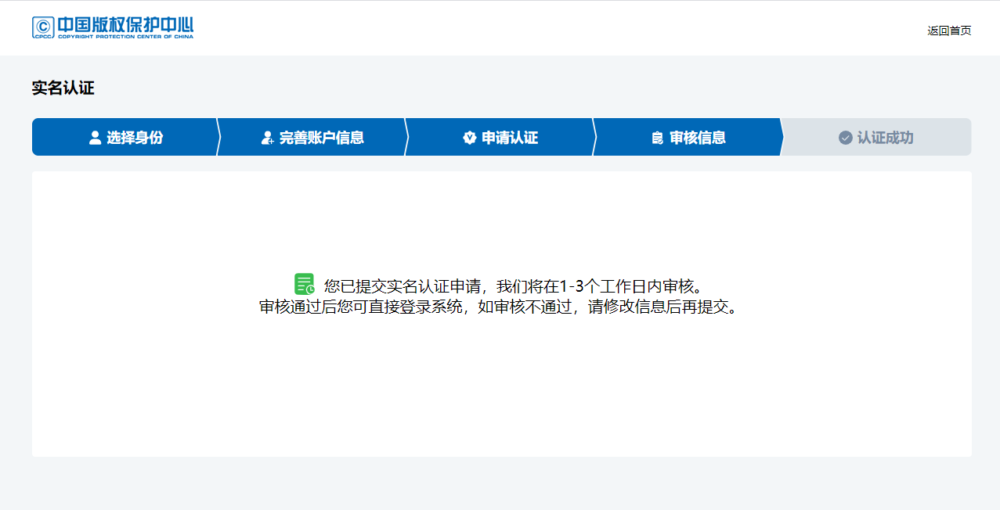 中国版权保护中心
CPCC COPYRIGHT PROTECTION CENTER OF CHINA
返回首页
实名认证
选择身份 完善账户信息 申请认证 审核信息 认证成功
您已提交实名认证申请，我们将在1-3个工作日内审核。
审核通过后您可直接登录系统，如审核不通过，请修改信息后再提交。